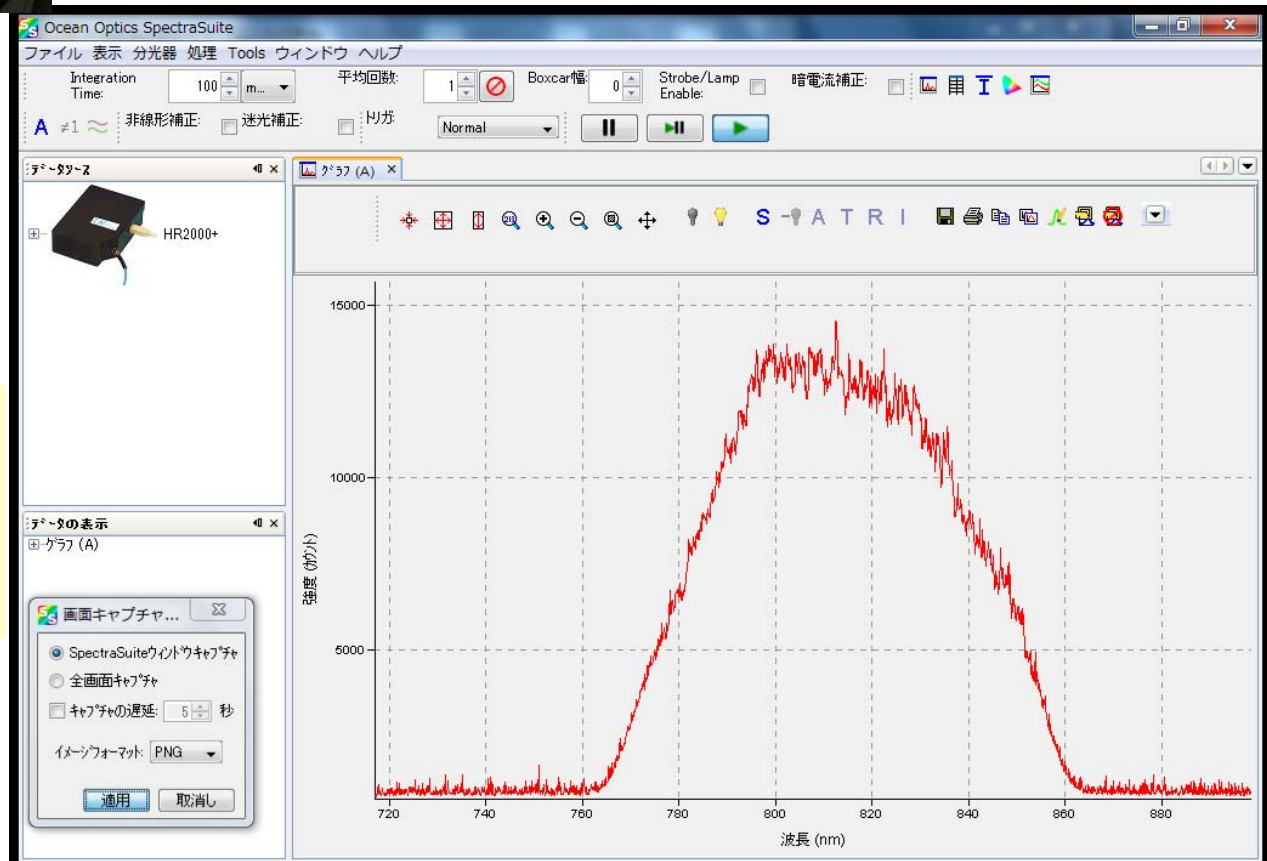 Ocean Optics SpectraSuite
ファイル 表示 分光器 処理 Tools ウィンドウ ヘルプ
Integration Time: 100 m... 平均回数: 1 Boxcar幅: 0 Strobe/Lamp Enable: 暗電流補正:
A ≠1 非線形補正: 迷光補正: トリガ: Normal
データソース
グラフ (A)
HR2000+
S A T R I
15000
10000
5000
強度 (カウント)
720 740 760 780 800 820 840 860 880
波長 (nm)
データの表示
グラフ (A)
画面キャプチャ...
SpectraSuiteウィンドウキャプチャ
全画面キャプチャ
キャプチャの遅延: 5 秒
イメージフォーマット: PNG
適用 取消し